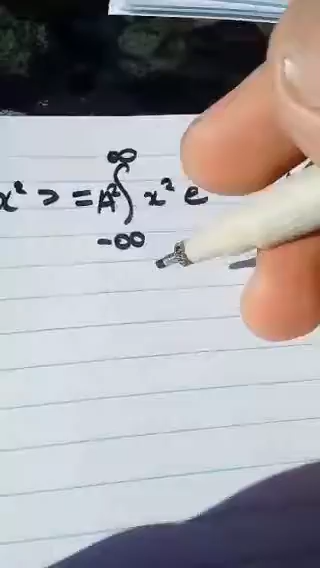 x² > = A² ∫_{-∞}^{∞} x² e